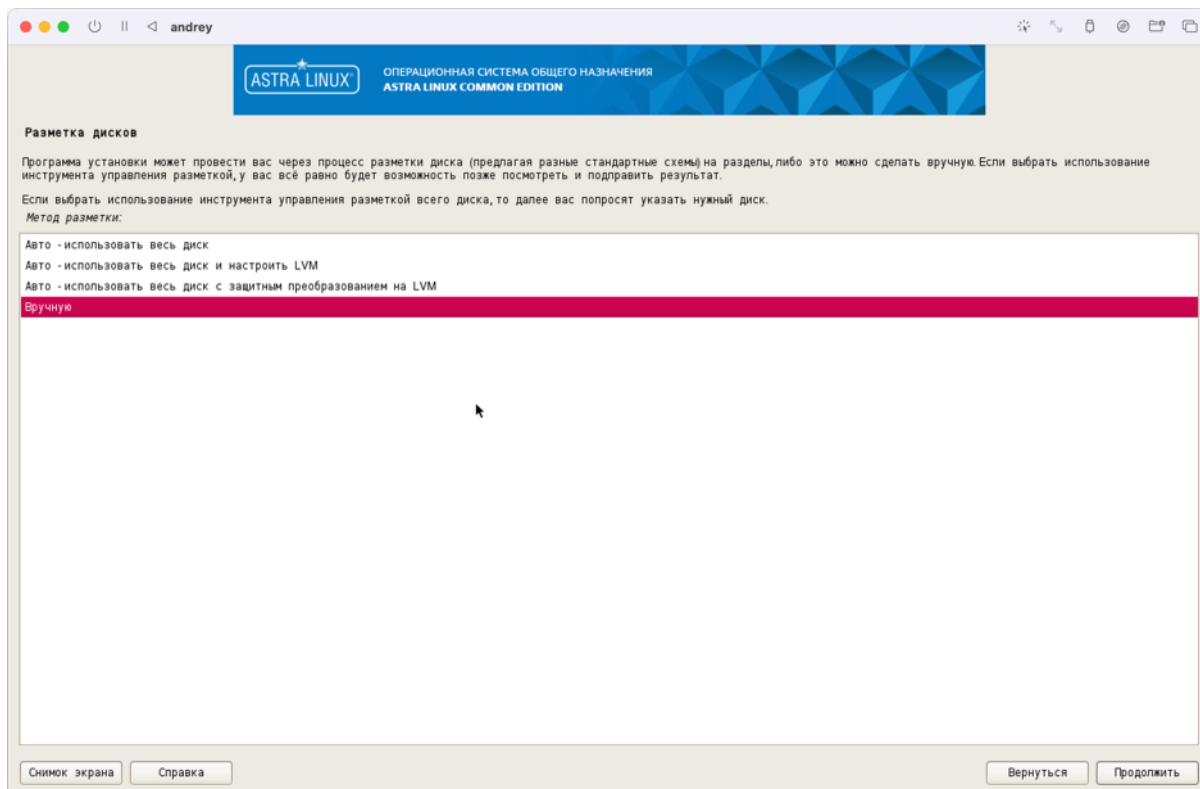 andrey
ASTRA LINUX®
ОПЕРАЦИОННАЯ СИСТЕМА ОБЩЕГО НАЗНАЧЕНИЯ
ASTRA LINUX COMMON EDITION
Разметка дисков
Программа установки может провести вас через процесс разметки диска (предлагая разные стандартные схемы) на разделы, либо это можно сделать вручную. Если выбрать использование
инструмента управления разметкой, у вас всё равно будет возможность позже посмотреть и подправить результат.
Если выбрать использование инструмента управления разметкой всего диска, то далее вас попросят указать нужный диск.
Метод разметки:
Авто - использовать весь диск
Авто - использовать весь диск и настроить LVM
Авто - использовать весь диск с защитным преобразованием на LVM
Вручную
Снимок экрана Справка Вернуться Продолжить